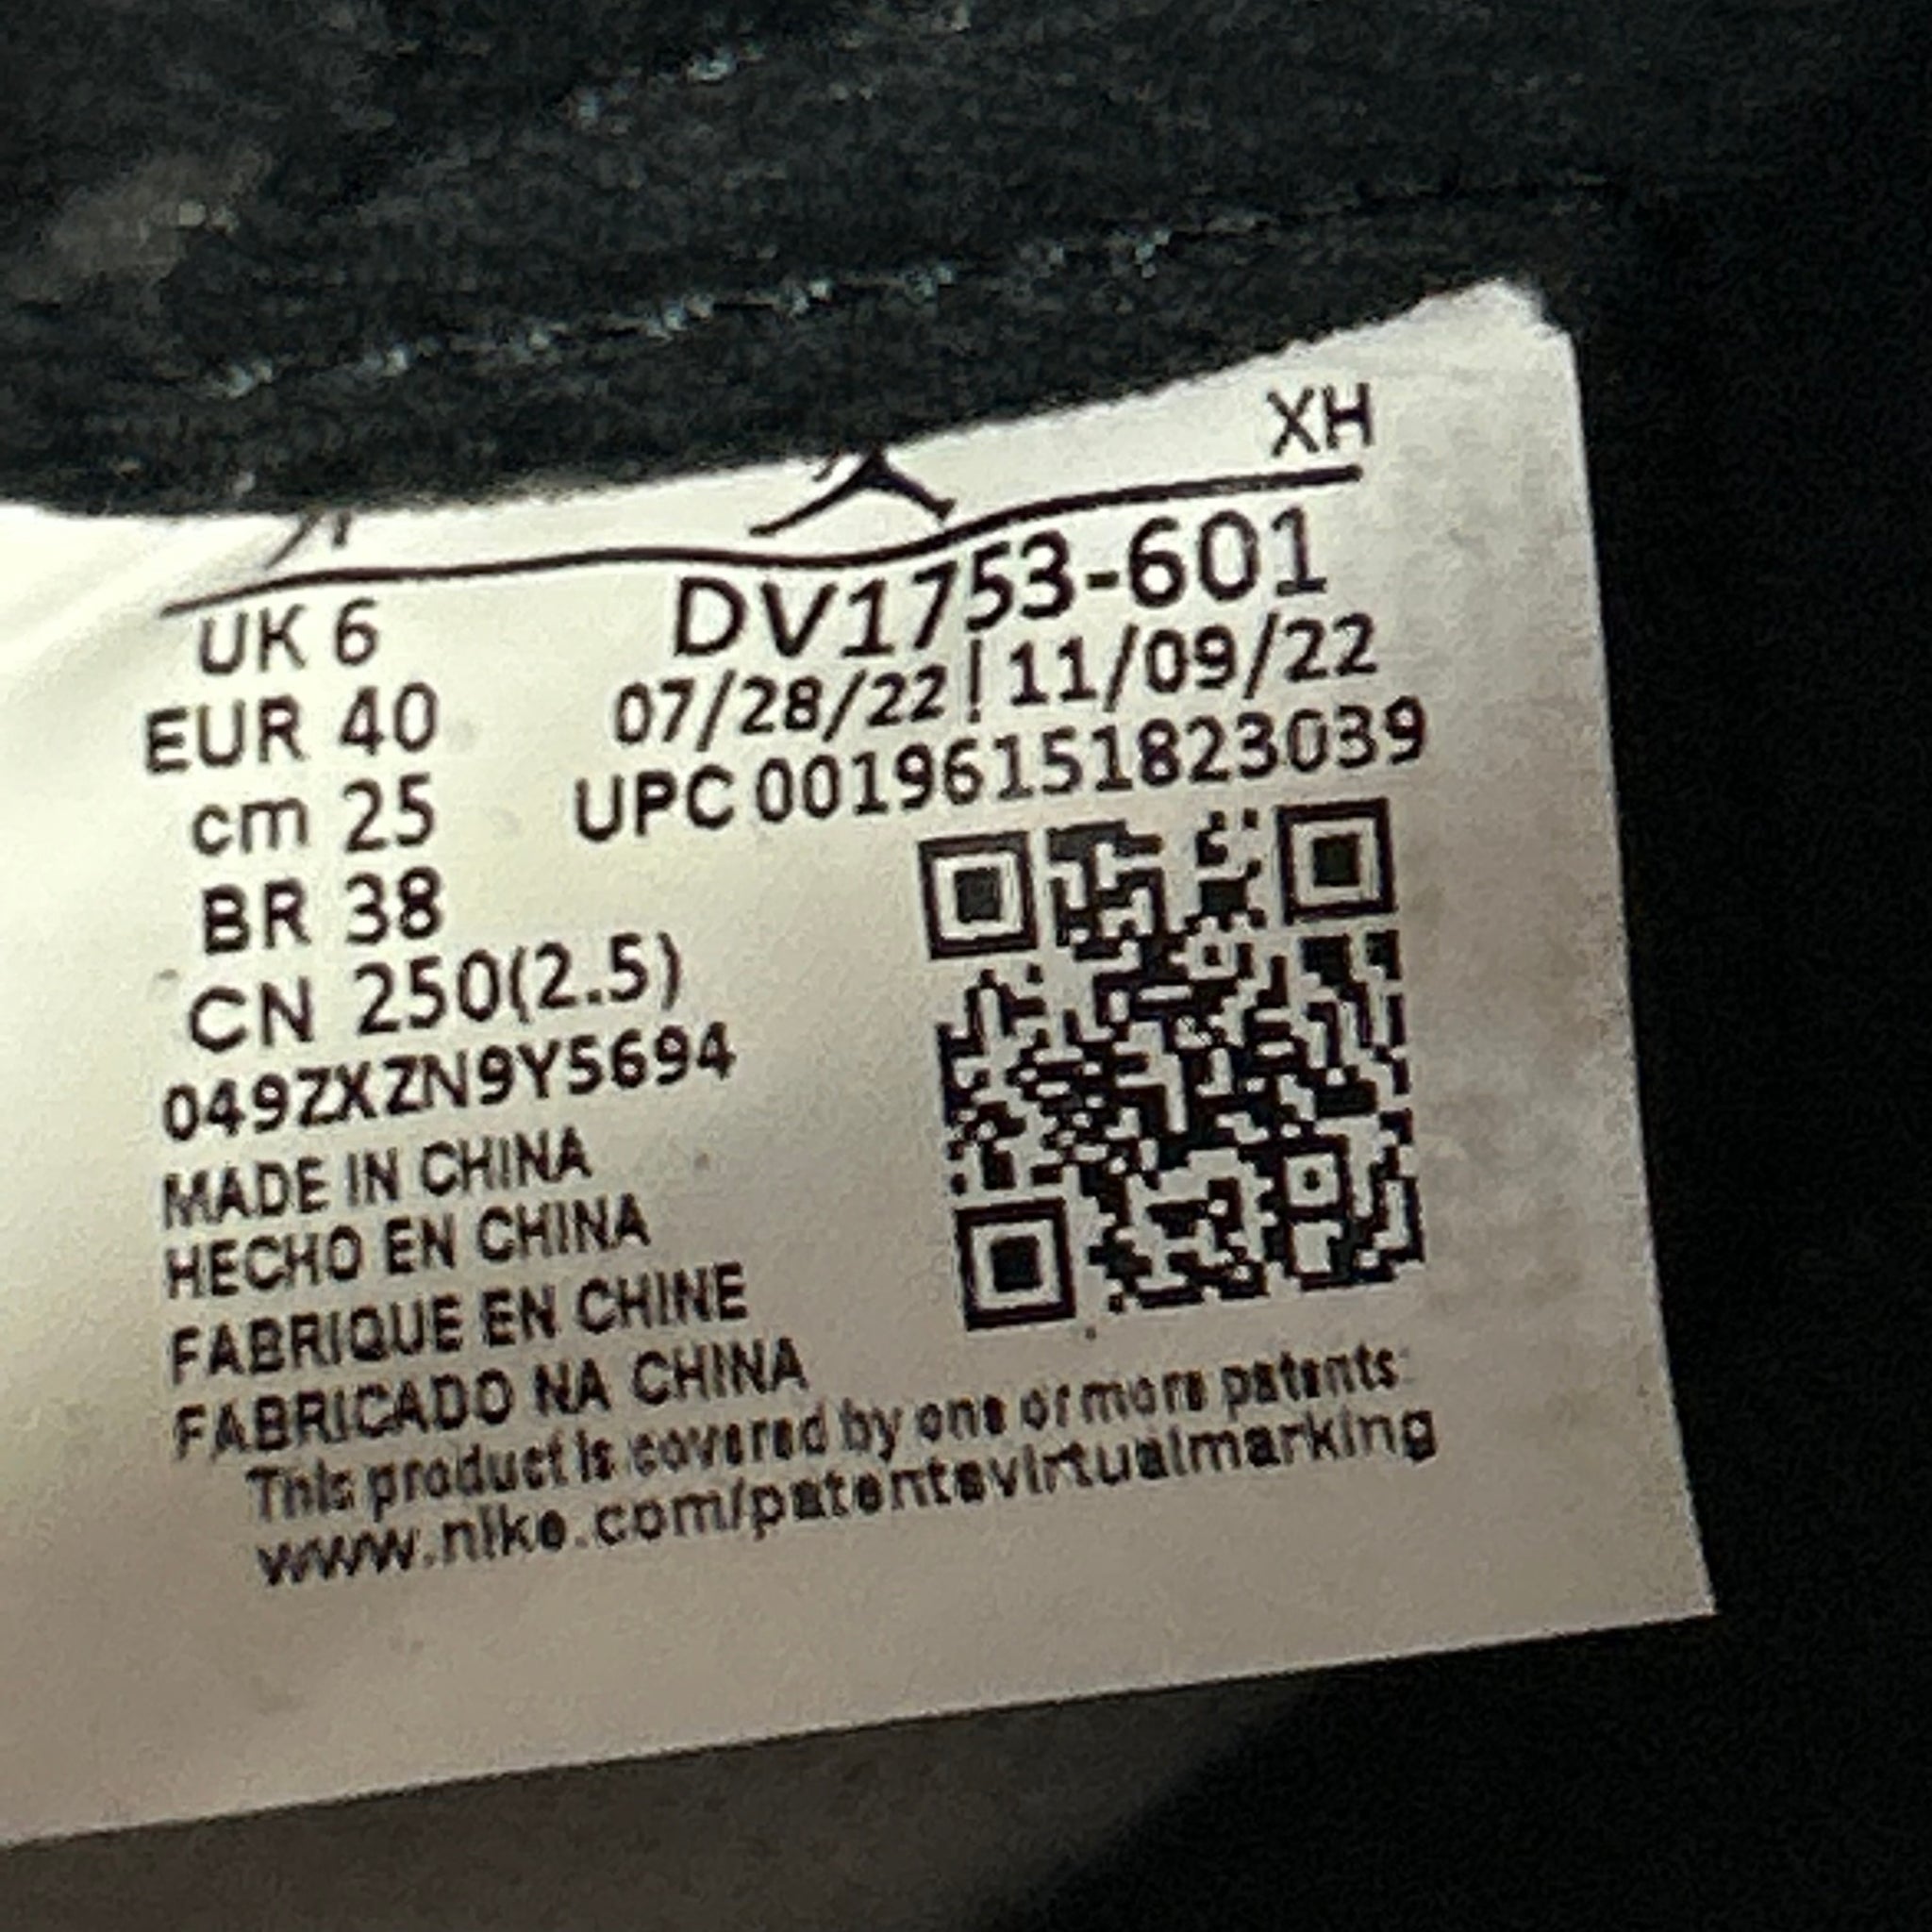 XH
UK 6
DV1753-601
EUR 40
07/28/22|11/09/22
cm 25
UPC 00196151823039
BR 38
CN 250(2.5)
049ZXZN9Y5694
MADE IN CHINA
HECHO EN CHINA
FABRIQUE EN CHINE
FABRICADO NA CHINA
This product is covered by one or more patents
www.nike.com/patentsvirtualmarking